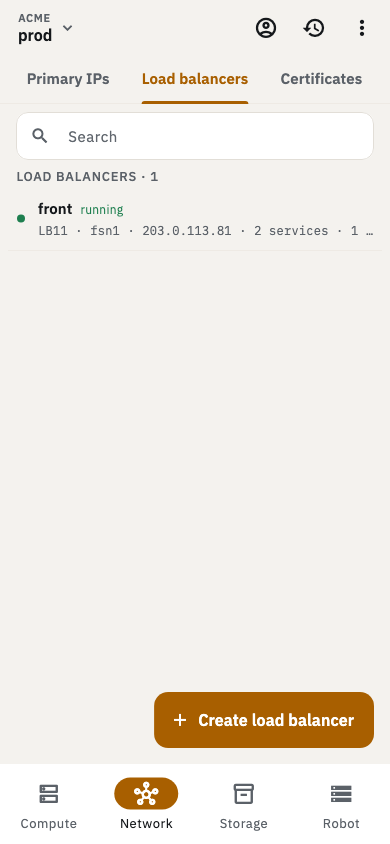 ACME
prod
Primary IPs
Load balancers
Certificates
Search
LOAD BALANCERS · 1
front running
LB11 · fsn1 · 203.0.113.81 · 2 services · 1 …
+ Create load balancer
Compute
Network
Storage
Robot